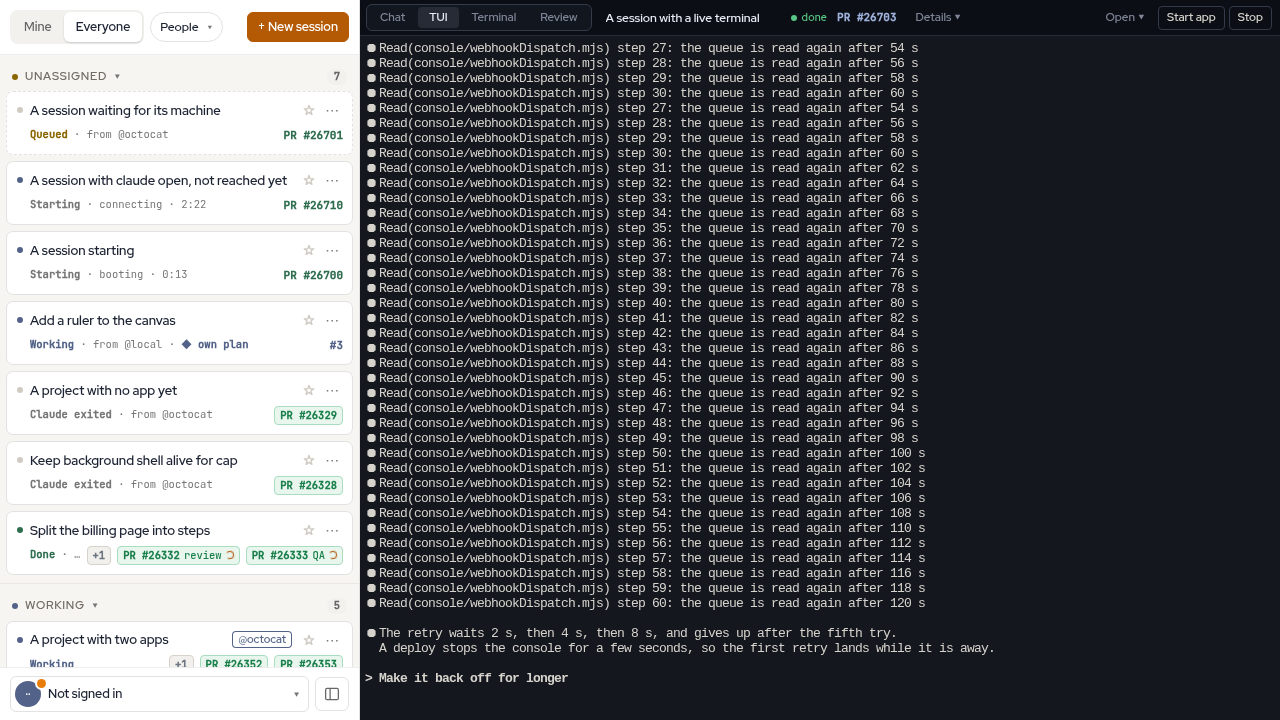 Mine Everyone People ▾ + New session
UNASSIGNED ▾ 7
A session waiting for its machine ☆ ···
Queued · from @octocat PR #26701
A session with claude open, not reached yet ☆ ···
Starting · connecting · 2:22 PR #26710
A session starting ☆ ···
Starting · booting · 0:13 PR #26700
Add a ruler to the canvas ☆ ···
Working · from @local · ◆ own plan #3
A project with no app yet ☆ ···
Claude exited · from @octocat PR #26329
Keep background shell alive for cap ☆ ···
Claude exited · from @octocat PR #26328
Split the billing page into steps ☆ ···
Done · … +1 PR #26332 review PR #26333 QA
WORKING ▾ 5
A project with two apps @octocat ☆ ···
Working +1 PR #26352 PR #26353
Not signed in ▾
Chat TUI Terminal Review A session with a live terminal ● done PR #26703 Details ▾ Open ▾ Start app Stop
● Read(console/webhookDispatch.mjs) step 27: the queue is read again after 54 s
● Read(console/webhookDispatch.mjs) step 28: the queue is read again after 56 s
● Read(console/webhookDispatch.mjs) step 29: the queue is read again after 58 s
● Read(console/webhookDispatch.mjs) step 30: the queue is read again after 60 s
● Read(console/webhookDispatch.mjs) step 27: the queue is read again after 54 s
● Read(console/webhookDispatch.mjs) step 28: the queue is read again after 56 s
● Read(console/webhookDispatch.mjs) step 29: the queue is read again after 58 s
● Read(console/webhookDispatch.mjs) step 30: the queue is read again after 60 s
● Read(console/webhookDispatch.mjs) step 31: the queue is read again after 62 s
● Read(console/webhookDispatch.mjs) step 32: the queue is read again after 64 s
● Read(console/webhookDispatch.mjs) step 33: the queue is read again after 66 s
● Read(console/webhookDispatch.mjs) step 34: the queue is read again after 68 s
● Read(console/webhookDispatch.mjs) step 35: the queue is read again after 70 s
● Read(console/webhookDispatch.mjs) step 36: the queue is read again after 72 s
● Read(console/webhookDispatch.mjs) step 37: the queue is read again after 74 s
● Read(console/webhookDispatch.mjs) step 38: the queue is read again after 76 s
● Read(console/webhookDispatch.mjs) step 39: the queue is read again after 78 s
● Read(console/webhookDispatch.mjs) step 40: the queue is read again after 80 s
● Read(console/webhookDispatch.mjs) step 41: the queue is read again after 82 s
● Read(console/webhookDispatch.mjs) step 42: the queue is read again after 84 s
● Read(console/webhookDispatch.mjs) step 43: the queue is read again after 86 s
● Read(console/webhookDispatch.mjs) step 44: the queue is read again after 88 s
● Read(console/webhookDispatch.mjs) step 45: the queue is read again after 90 s
● Read(console/webhookDispatch.mjs) step 46: the queue is read again after 92 s
● Read(console/webhookDispatch.mjs) step 47: the queue is read again after 94 s
● Read(console/webhookDispatch.mjs) step 48: the queue is read again after 96 s
● Read(console/webhookDispatch.mjs) step 49: the queue is read again after 98 s
● Read(console/webhookDispatch.mjs) step 50: the queue is read again after 100 s
● Read(console/webhookDispatch.mjs) step 51: the queue is read again after 102 s
● Read(console/webhookDispatch.mjs) step 52: the queue is read again after 104 s
● Read(console/webhookDispatch.mjs) step 53: the queue is read again after 106 s
● Read(console/webhookDispatch.mjs) step 54: the queue is read again after 108 s
● Read(console/webhookDispatch.mjs) step 55: the queue is read again after 110 s
● Read(console/webhookDispatch.mjs) step 56: the queue is read again after 112 s
● Read(console/webhookDispatch.mjs) step 57: the queue is read again after 114 s
● Read(console/webhookDispatch.mjs) step 58: the queue is read again after 116 s
● Read(console/webhookDispatch.mjs) step 59: the queue is read again after 118 s
● Read(console/webhookDispatch.mjs) step 60: the queue is read again after 120 s
● The retry waits 2 s, then 4 s, then 8 s, and gives up after the fifth try.
A deploy stops the console for a few seconds, so the first retry lands while it is away.
> Make it back off for longer